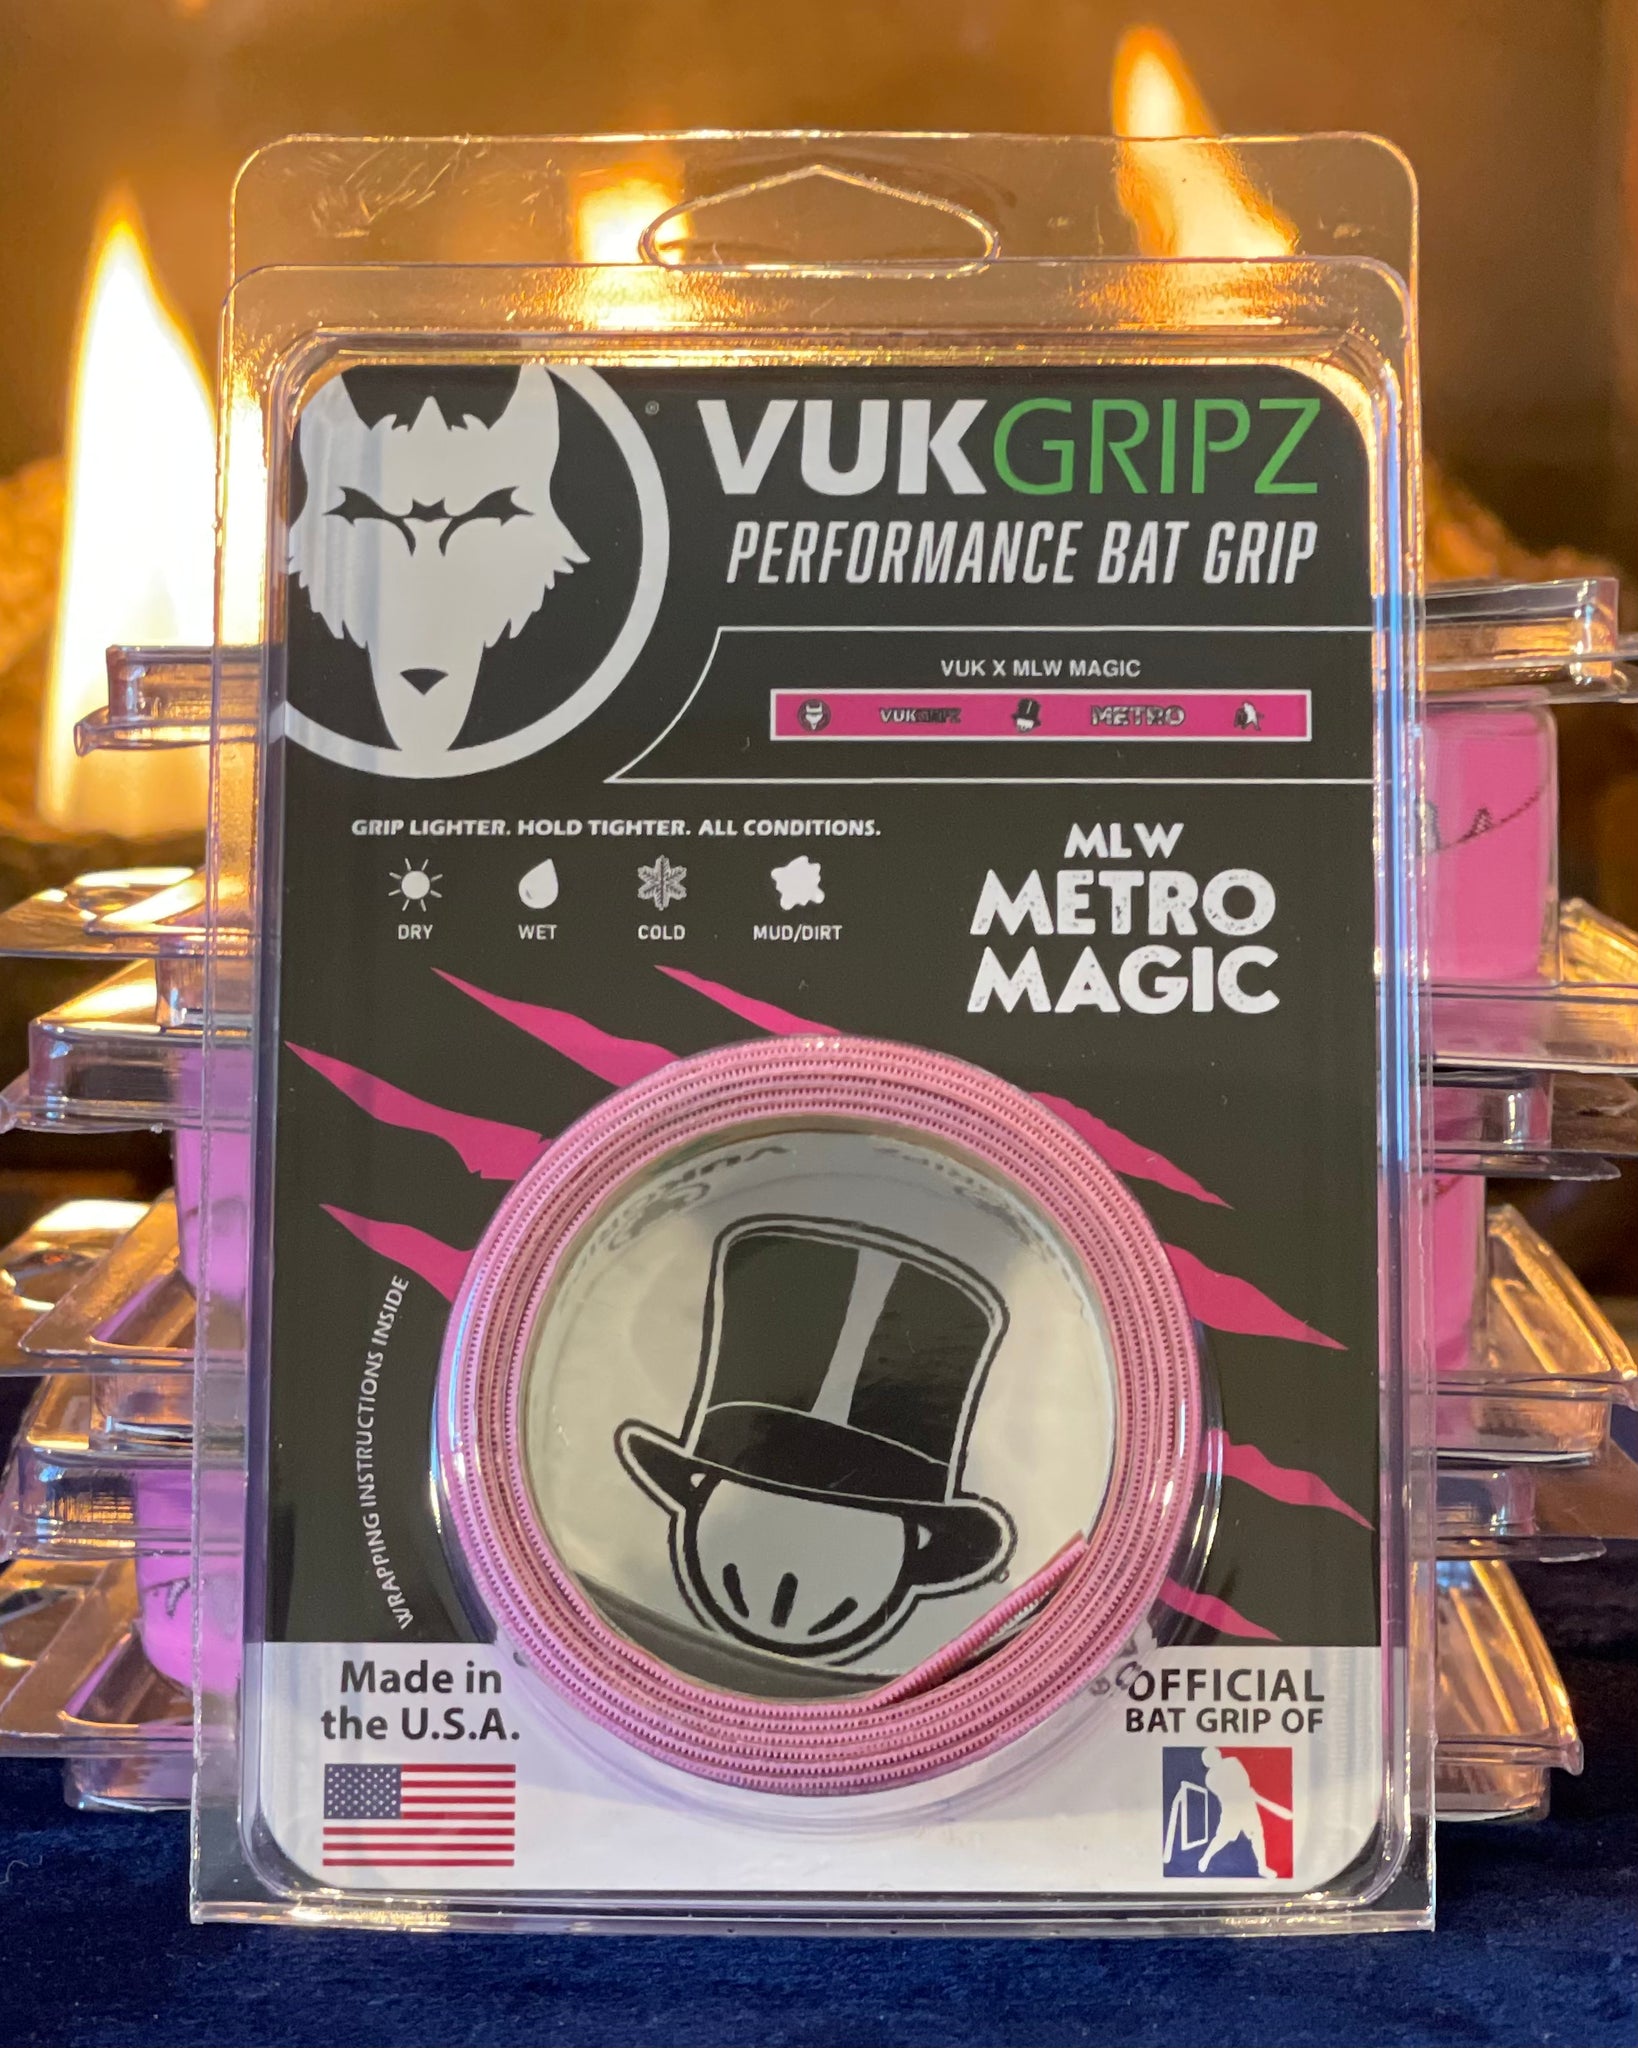 ®
VUKGRIPZ
PERFORMANCE BAT GRIP
VUK X MLW MAGIC
VUKGRIPZ METRO
GRIP LIGHTER. HOLD TIGHTER. ALL CONDITIONS.
DRY WET COLD MUD/DIRT
MLW
METRO
MAGIC
WRAPPING INSTRUCTIONS INSIDE
Made in
the U.S.A.
OFFICIAL
BAT GRIP OF